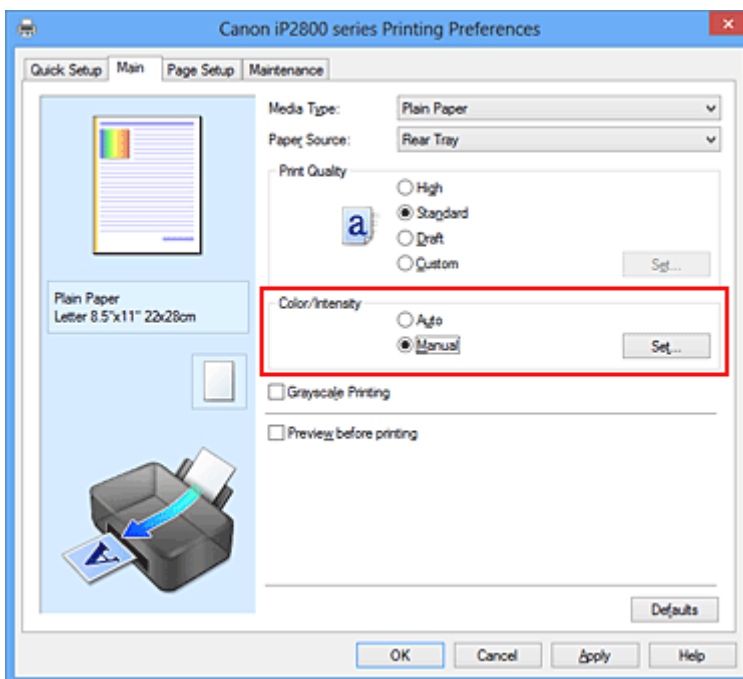 Canon iP2800 series Printing Preferences
Quick Setup Main Page Setup Maintenance
Media Type: Plain Paper
Paper Source: Rear Tray
Print Quality
High
Standard
Draft
Custom Set...
Plain Paper
Letter 8.5"x11" 22x28cm
Color/Intensity
Auto
Manual Set...
Grayscale Printing
Preview before printing
Defaults
OK Cancel Apply Help